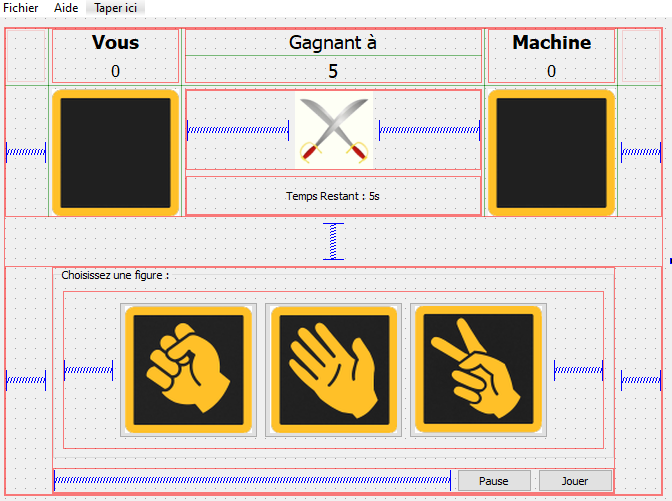 Fichier Aide Taper ici
Vous Gagnant à Machine
0 5 0
Temps Restant : 5s
Choisissez une figure :
Pause Jouer